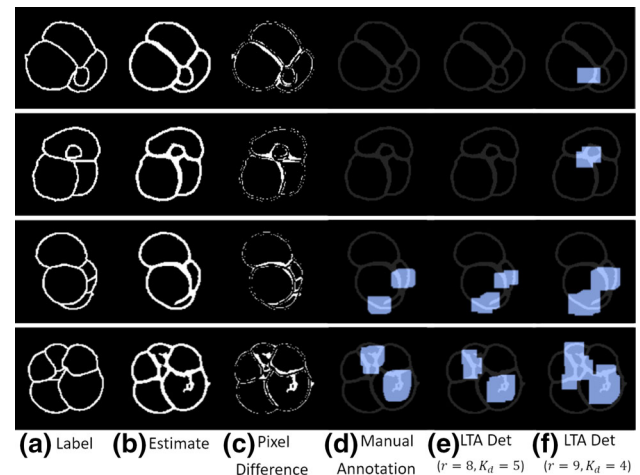 (a) Label (b) Estimate (c) Pixel (d) Manual (e) LTA Det (f) LTA Det
Difference Annotation (r = 8, K_d = 5) (r = 9, K_d = 4)